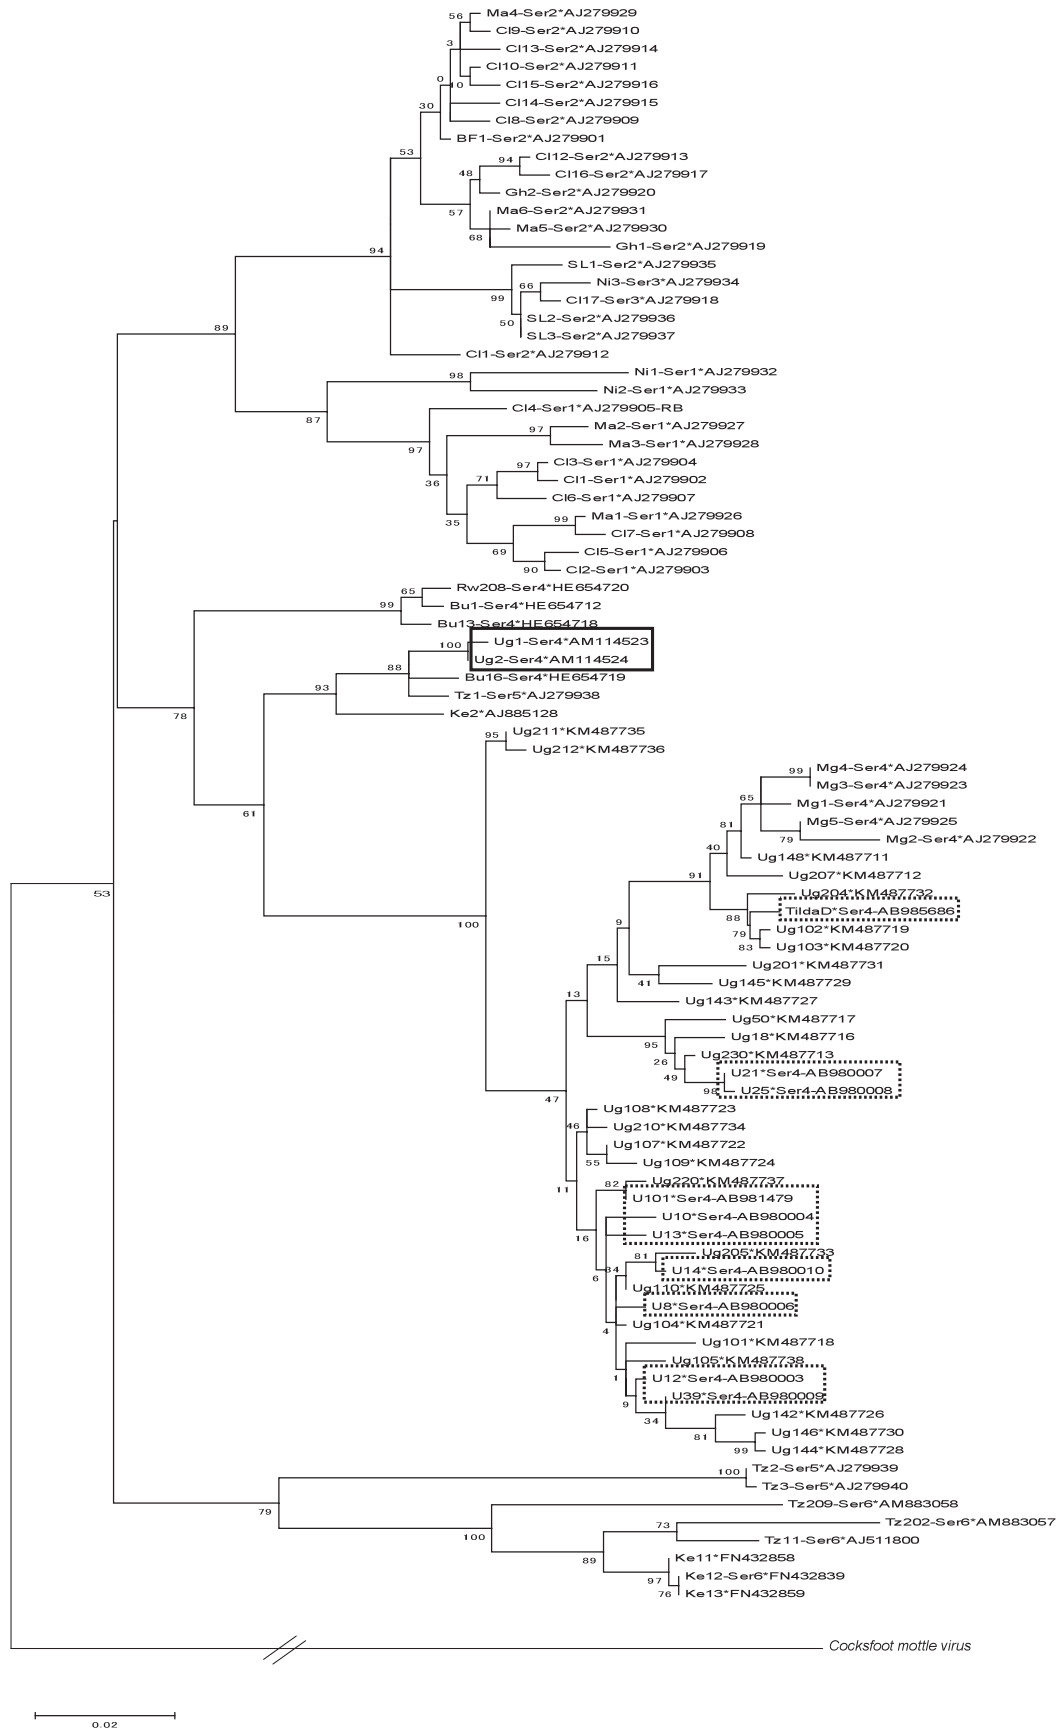 56
Ma4-Ser2*AJ279929
Cl9-Ser2*AJ279910
3
Cl13-Ser2*AJ279914
Cl10-Ser2*AJ279911
0
10
Cl15-Ser2*AJ279916
30
Cl14-Ser2*AJ279915
Cl8-Ser2*AJ279909
BF1-Ser2*AJ279901
53
94
Cl12-Ser2*AJ279913
48
Cl16-Ser2*AJ279917
Gh2-Ser2*AJ279920
57
Ma6-Ser2*AJ279931
Ma5-Ser2*AJ279930
68
Gh1-Ser2*AJ279919
94
SL1-Ser2*AJ279935
66
Ni3-Ser3*AJ279934
99
Cl17-Ser3*AJ279918
50
SL2-Ser2*AJ279936
SL3-Ser2*AJ279937
89
Cl1-Ser2*AJ279912
98
Ni1-Ser1*AJ279932
Ni2-Ser1*AJ279933
87
Cl4-Ser1*AJ279905-RB
97
97
Ma2-Ser1*AJ279927
Ma3-Ser1*AJ279928
36
97
Cl3-Ser1*AJ279904
71
Cl1-Ser1*AJ279902
Cl6-Ser1*AJ279907
35
99
Ma1-Ser1*AJ279926
Cl7-Ser1*AJ279908
69
Cl5-Ser1*AJ279906
90
Cl2-Ser1*AJ279903
65
Rw208-Ser4*HE654720
99
Bu1-Ser4*HE654712
Bu13-Ser4*HE654718
100
Ug1-Ser4*AM114523
Ug2-Ser4*AM114524
88
Bu16-Ser4*HE654719
93
Tz1-Ser5*AJ279938
78
Ke2*AJ885128
95
Ug211*KM487735
Ug212*KM487736
99
Mg4-Ser4*AJ279924
Mg3-Ser4*AJ279923
65
Mg1-Ser4*AJ279921
61
81
Mg5-Ser4*AJ279925
79
Mg2-Ser4*AJ279922
40
Ug148*KM487711
91
Ug207*KM487712
53
Ug204*KM487732
88
TildaD*Ser4-AB985686
100
9
79
Ug102*KM487719
83
Ug103*KM487720
15
Ug201*KM487731
41
Ug145*KM487729
13
Ug143*KM487727
Ug50*KM487717
95
Ug18*KM487716
26
Ug230*KM487713
49
U21*Ser4-AB980007
98
U25*Ser4-AB980008
47
Ug108*KM487723
46
Ug210*KM487734
Ug107*KM487722
55
Ug109*KM487724
11
82
Ug220*KM487737
U101*Ser4-AB981479
U10*Ser4-AB980004
16
U13*Ser4-AB980005
81
Ug205*KM487733
6
34
U14*Ser4-AB980010
Ug110*KM487725
U8*Ser4-AB980006
4
Ug104*KM487721
Ug101*KM487718
Ug105*KM487738
1
U12*Ser4-AB980003
9
U39*Ser4-AB980009
34
Ug142*KM487726
81
Ug146*KM487730
99
Ug144*KM487728
100
Tz2-Ser5*AJ279939
Tz3-Ser5*AJ279940
79
Tz209-Ser6*AM883058
100
73
Tz202-Ser6*AM883057
Tz11-Ser6*AJ511800
89
Ke11*FN432858
97
Ke12-Ser6*FN432839
76
Ke13*FN432859
Cocksfoot mottle virus
0.02